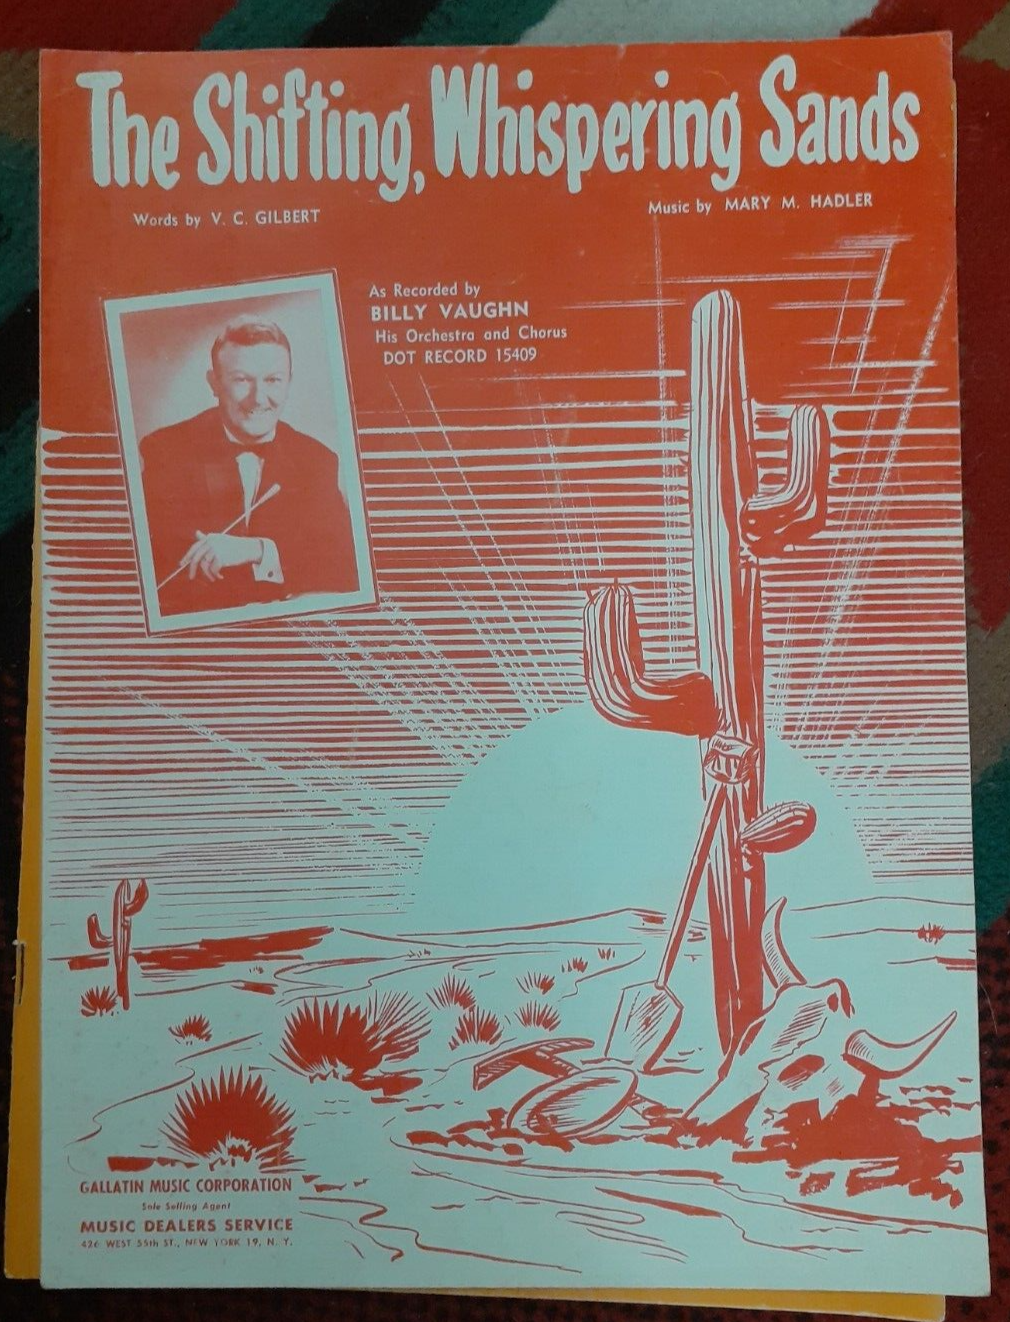 The Shifting, Whispering Sands
Words by V. C. GILBERT
Music by MARY M. HADLER
As Recorded by
BILLY VAUGHN
His Orchestra and Chorus
DOT RECORD 15409
GALLATIN MUSIC CORPORATION
Sole Selling Agent
MUSIC DEALERS SERVICE
426 WEST 55th ST., NEW YORK 19, N. Y.